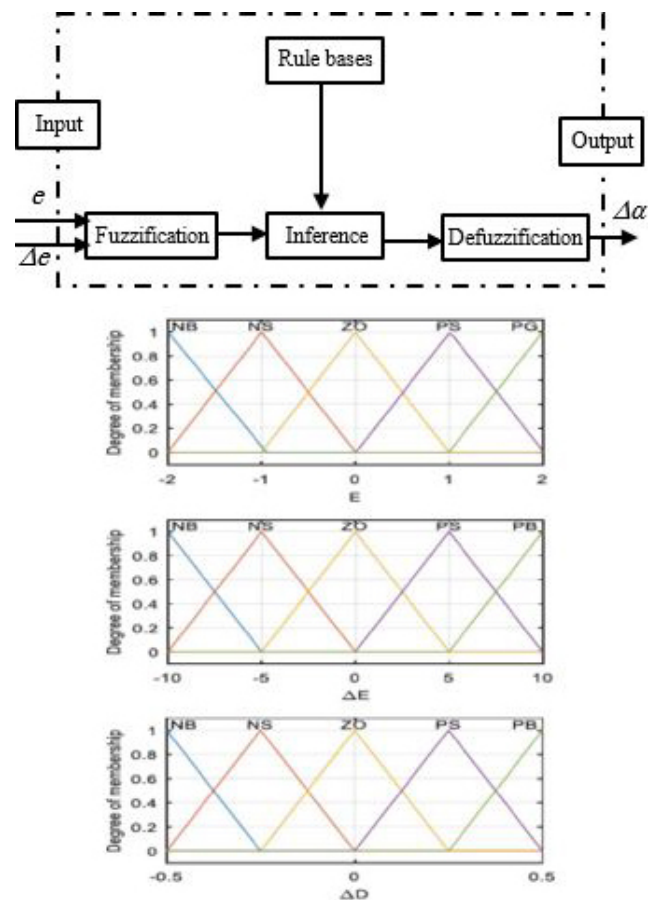 Rule bases
Input
Output
e
Δα
Fuzzification
Inference
Defuzzification
Δe
NB NS ZO PS PG
1
0.8
0.6
0.4
0.2
0
Degree of membership
-2 -1 0 1 2
E
NB NS ZO PS PB
1
0.8
0.6
0.4
0.2
0
Degree of membership
-10 -5 0 5 10
ΔE
NB NS ZO PS PB
1
0.8
0.6
0.4
0.2
0
Degree of membership
-0.5 0 0.5
ΔD